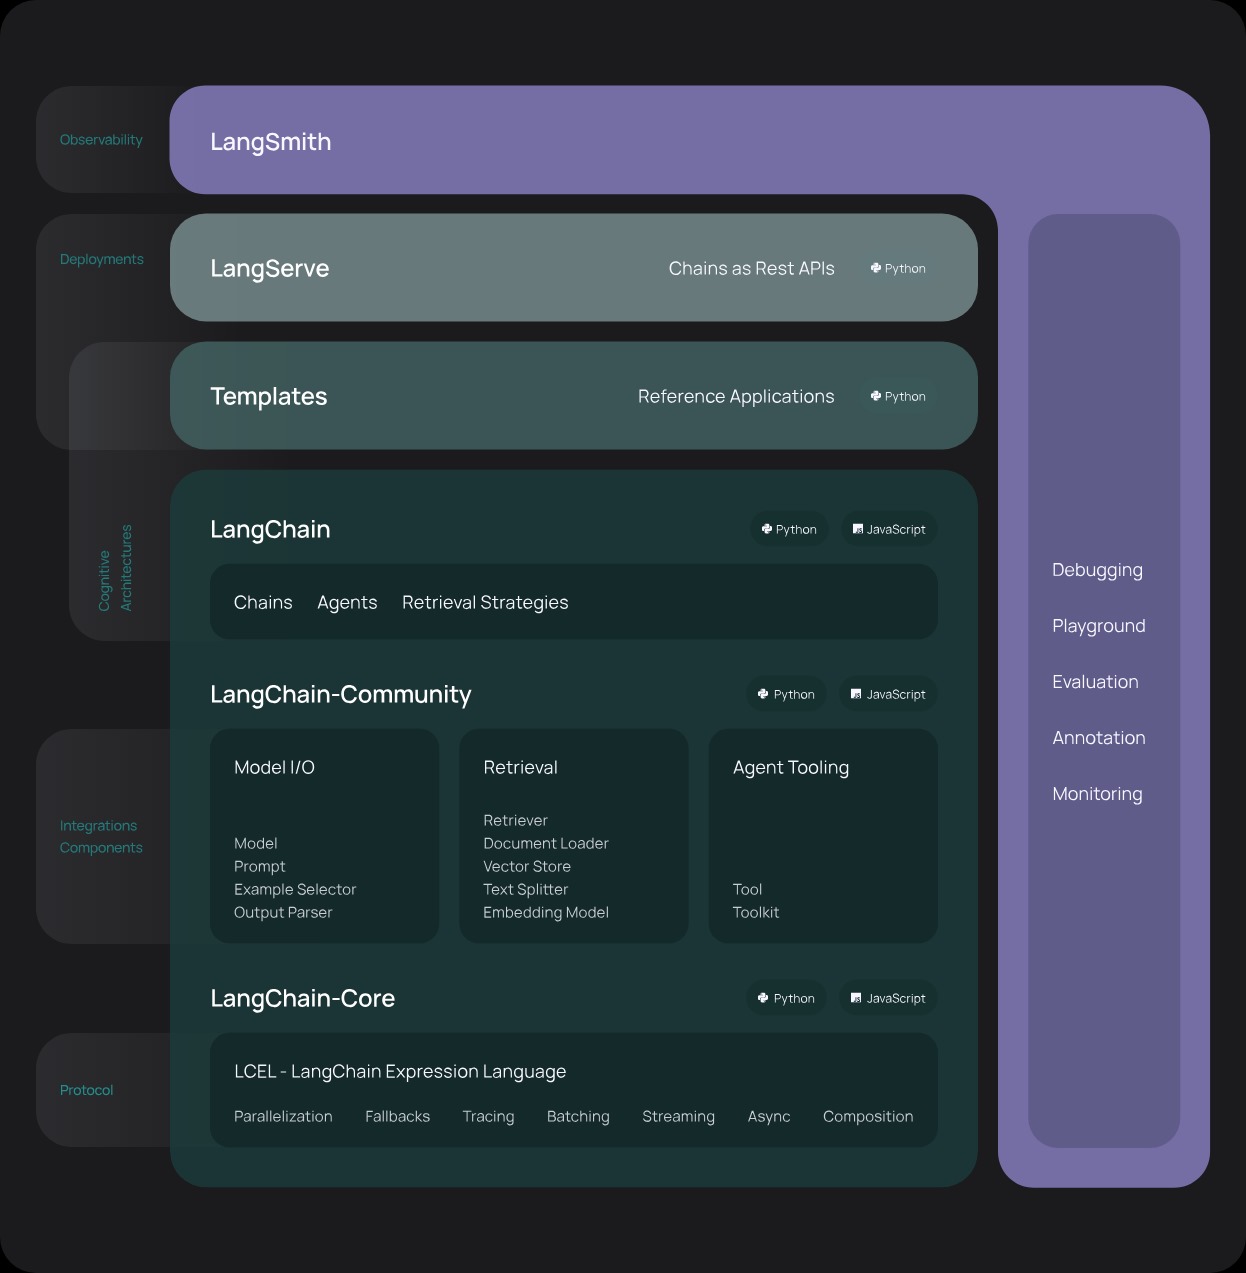 Observability
LangSmith
Deployments
LangServe
Chains as Rest APIs
Python
Templates
Reference Applications
Python
Cognitive
Architectures
LangChain
Python
JavaScript
Chains Agents Retrieval Strategies
LangChain-Community
Python
JavaScript
Integrations
Components
Model I/O
Model
Prompt
Example Selector
Output Parser
Retrieval
Retriever
Document Loader
Vector Store
Text Splitter
Embedding Model
Agent Tooling
Tool
Toolkit
LangChain-Core
Python
JavaScript
Protocol
LCEL - LangChain Expression Language
Parallelization Fallbacks Tracing Batching Streaming Async Composition
Debugging
Playground
Evaluation
Annotation
Monitoring